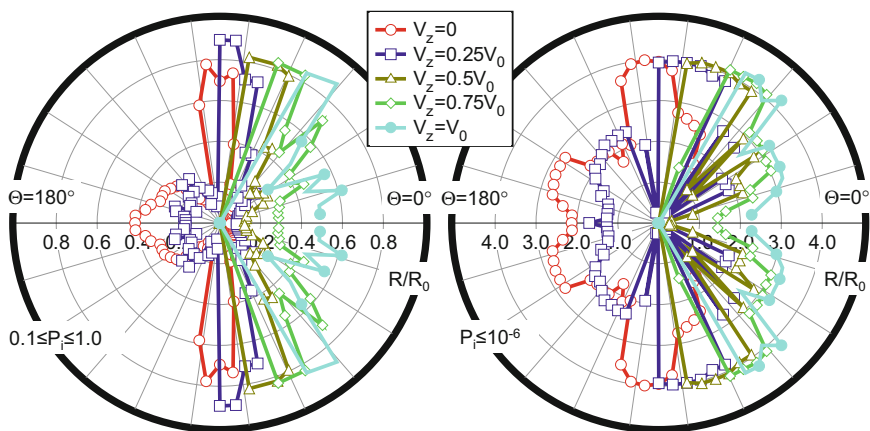 V_z=0
V_z=0.25V_0
V_z=0.5V_0
V_z=0.75V_0
V_z=V_0
Θ=180° Θ=0° Θ=180° Θ=0°
0.8 0.6 0.2 0.4 0.6 0.8 4.0 3.0 2.0 1.0 2.0 3.0 4.0
R/R_0 R/R_0
0.1≤P_i≤1.0 P_i≤10^-6